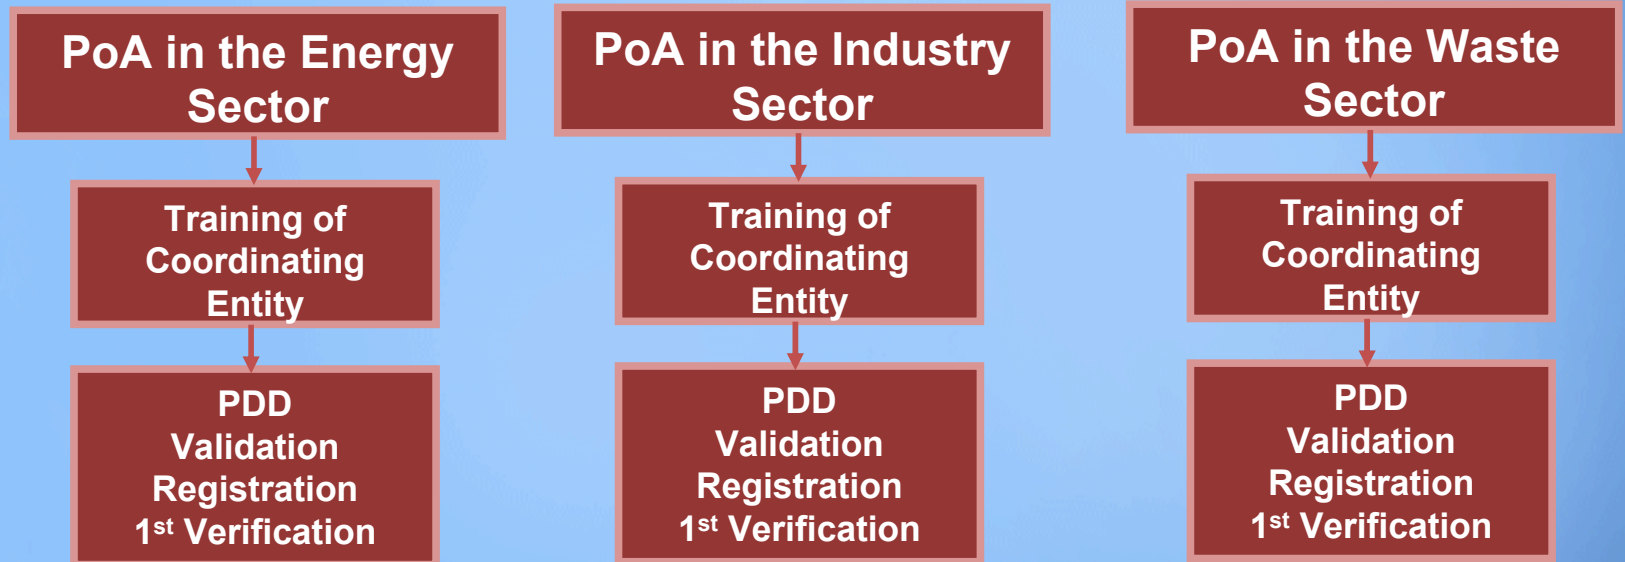 PoA in the Energy
Sector
Training of
Coordinating
Entity
PDD
Validation
Registration
1st Verification
PoA in the Industry
Sector
Training of
Coordinating
Entity
PDD
Validation
Registration
1st Verification
PoA in the Waste
Sector
Training of
Coordinating
Entity
PDD
Validation
Registration
1st Verification